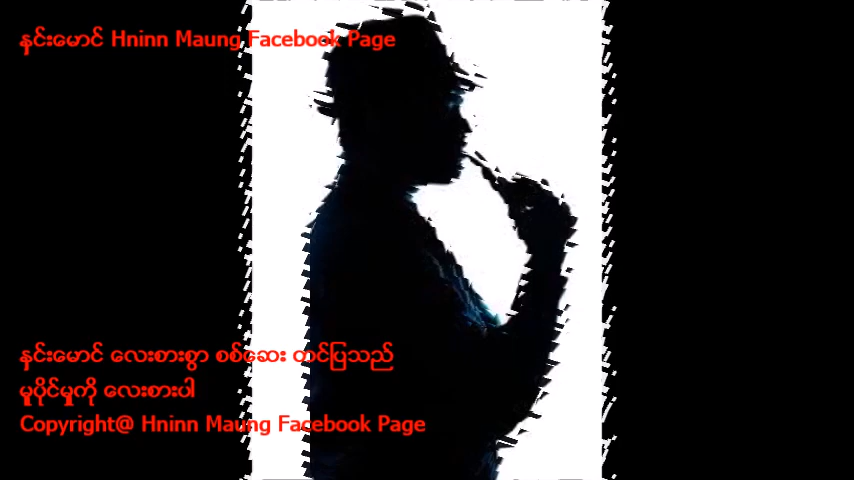 နှင်းမောင် Hninn Maung Facebook Page
နှင်းမောင် လေးစားစွာ စစ်ဆေး တင်ပြသည်
မူပိုင်မှုကို လေးစားပါ
Copyright@ Hninn Maung Facebook Page